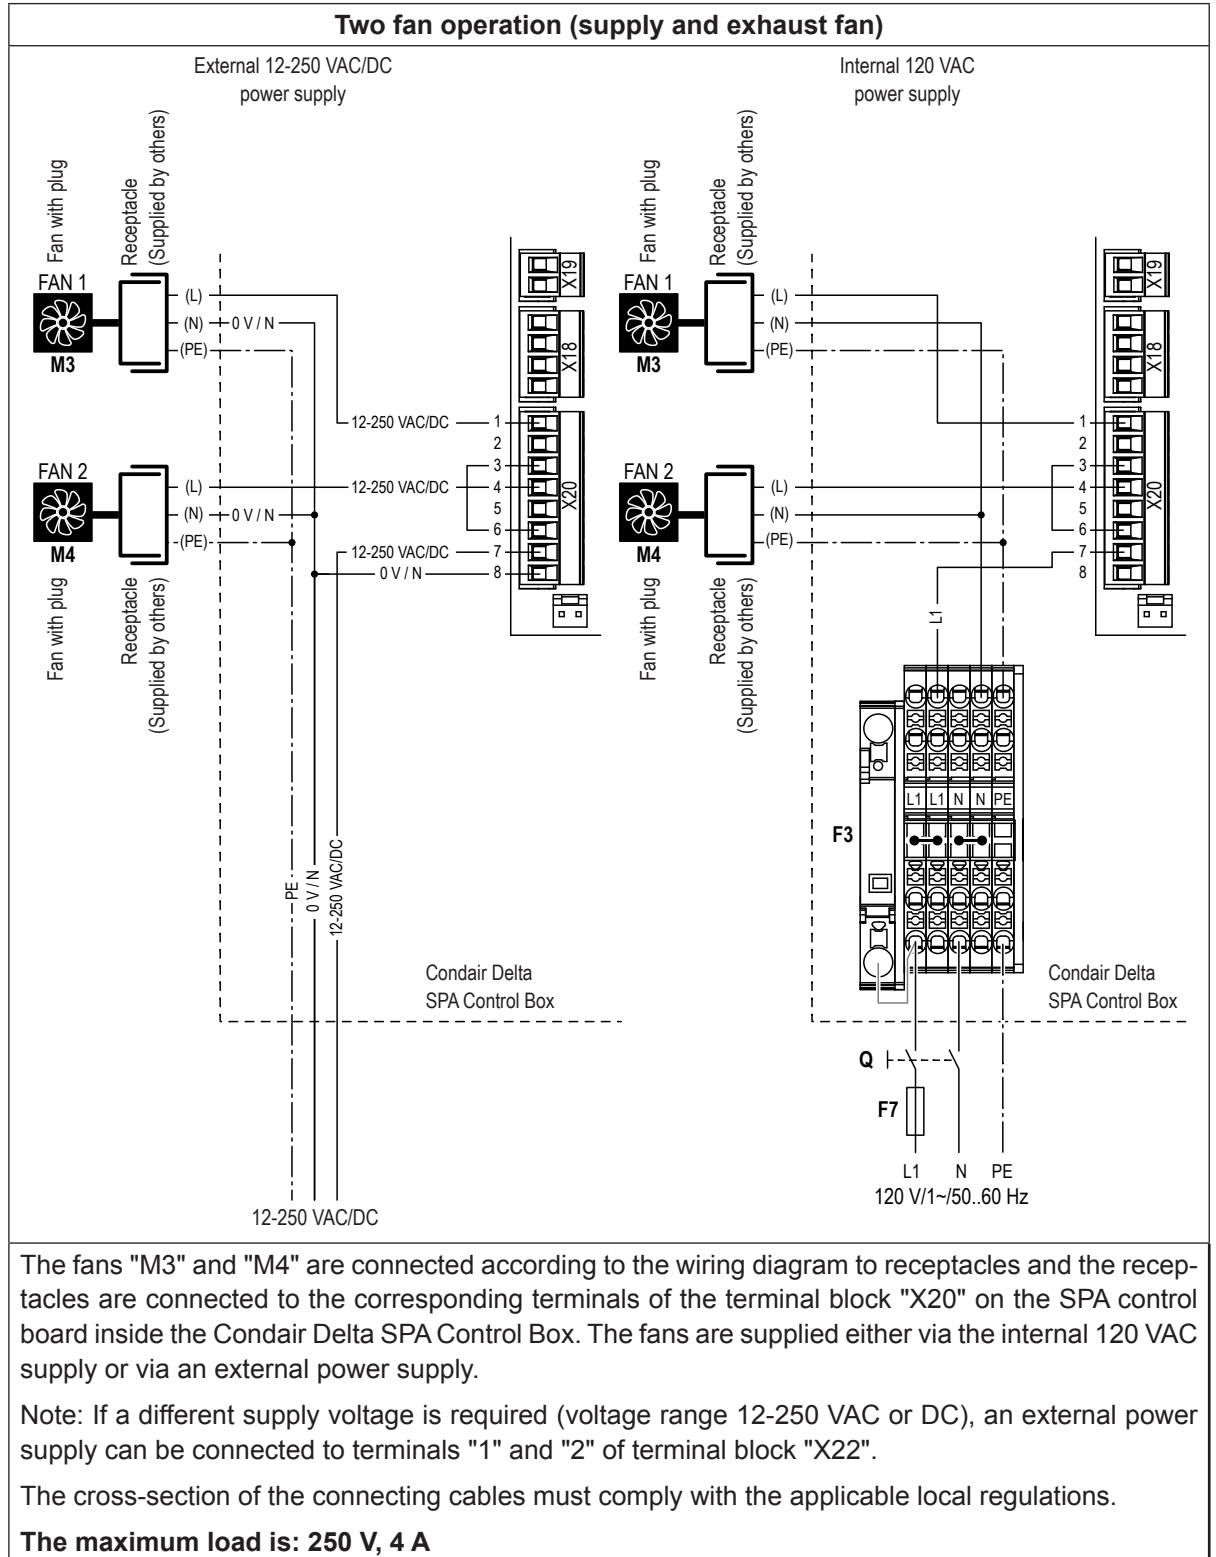 Two fan operation (supply and exhaust fan)
External 12-250 VAC/DC
power supply
Fan with plug
Receptacle
(Supplied by others)
FAN 1
M3
(L)
(N)
0 V / N
(PE)
X19
X18
12-250 VAC/DC
1
2
3
FAN 2
M4
(L)
12-250 VAC/DC
4
X20
(N)
0 V / N
5
6
(PE)
12-250 VAC/DC
7
0 V / N
8
Fan with plug
Receptacle
(Supplied by others)
PE
0 V / N
12-250 VAC/DC
Condair Delta
SPA Control Box
12-250 VAC/DC
Internal 120 VAC
power supply
Fan with plug
Receptacle
(Supplied by others)
FAN 1
M3
(L)
(N)
(PE)
X19
X18
1
2
3
FAN 2
M4
(L)
4
X20
(N)
5
6
(PE)
7
8
Fan with plug
Receptacle
(Supplied by others)
L1
L1 L1 N N PE
F3
Condair Delta
SPA Control Box
Q
F7
L1 N PE
120 V/1~/50..60 Hz
The fans "M3" and "M4" are connected according to the wiring diagram to receptacles and the recep-
tacles are connected to the corresponding terminals of the terminal block "X20" on the SPA control
board inside the Condair Delta SPA Control Box. The fans are supplied either via the internal 120 VAC
supply or via an external power supply.
Note: If a different supply voltage is required (voltage range 12-250 VAC or DC), an external power
supply can be connected to terminals "1" and "2" of terminal block "X22".
The cross-section of the connecting cables must comply with the applicable local regulations.
The maximum load is: 250 V, 4 A